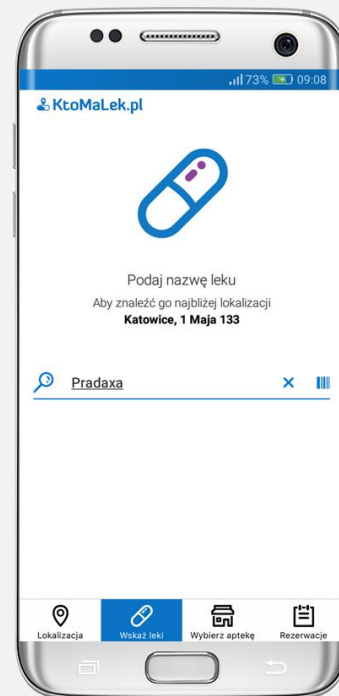 73% 09:08
KtoMaLek.pl
Podaj nazwę leku
Aby znaleźć go najbliżej lokalizacji
Katowice, 1 Maja 133
Pradaxa
Lokalizacja Wskaż leki Wybierz aptekę Rezerwacje